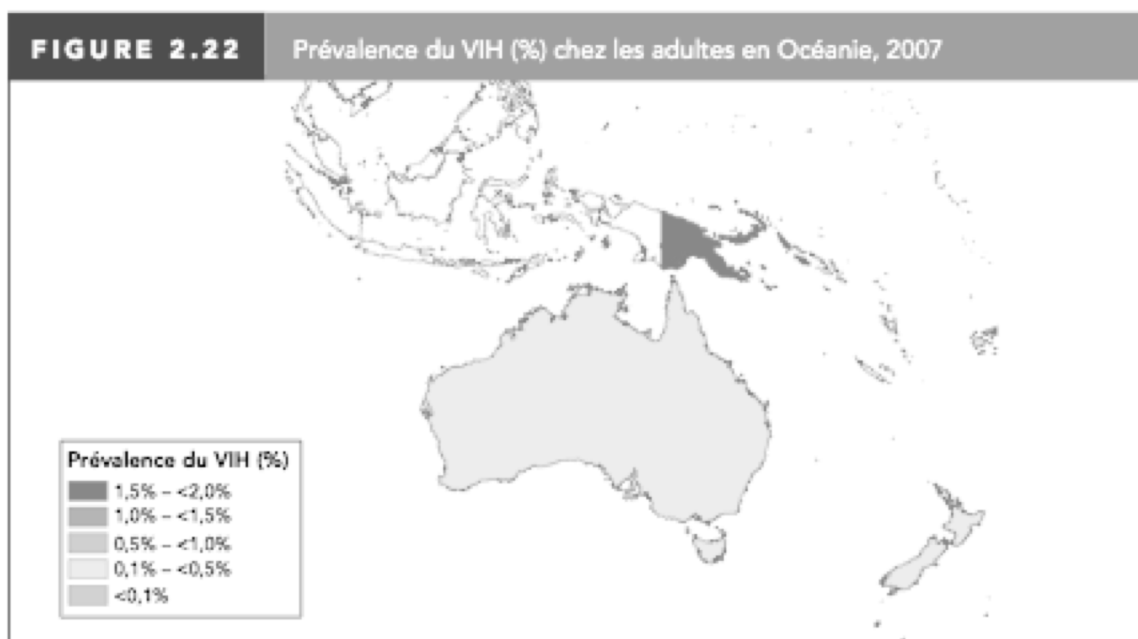 FIGURE 2.22
Prévalence du VIH (%) chez les adultes en Océanie, 2007
Prévalence du VIH (%)
1,5% – <2,0%
1,0% – <1,5%
0,5% – <1,0%
0,1% – <0,5%
<0,1%